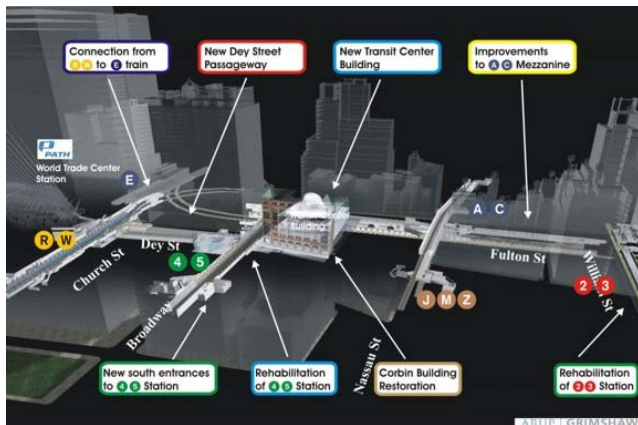 Connection from
R W to E train
New Dey Street
Passageway
New Transit Center
Building
Improvements
to A C Mezzanine
PATH
World Trade Center
Station
E
R W
Church St
Dey St
4 5
Broadway
Transit Center
Building
A C
Fulton St
J M Z
Nassau St
William St
2 3
New south entrances
to 4 5 Station
Rehabilitation
of 4 5 Station
Corbin Building
Restoration
Rehabilitation
of 2 3 Station
ARUP | GRIMSHAW